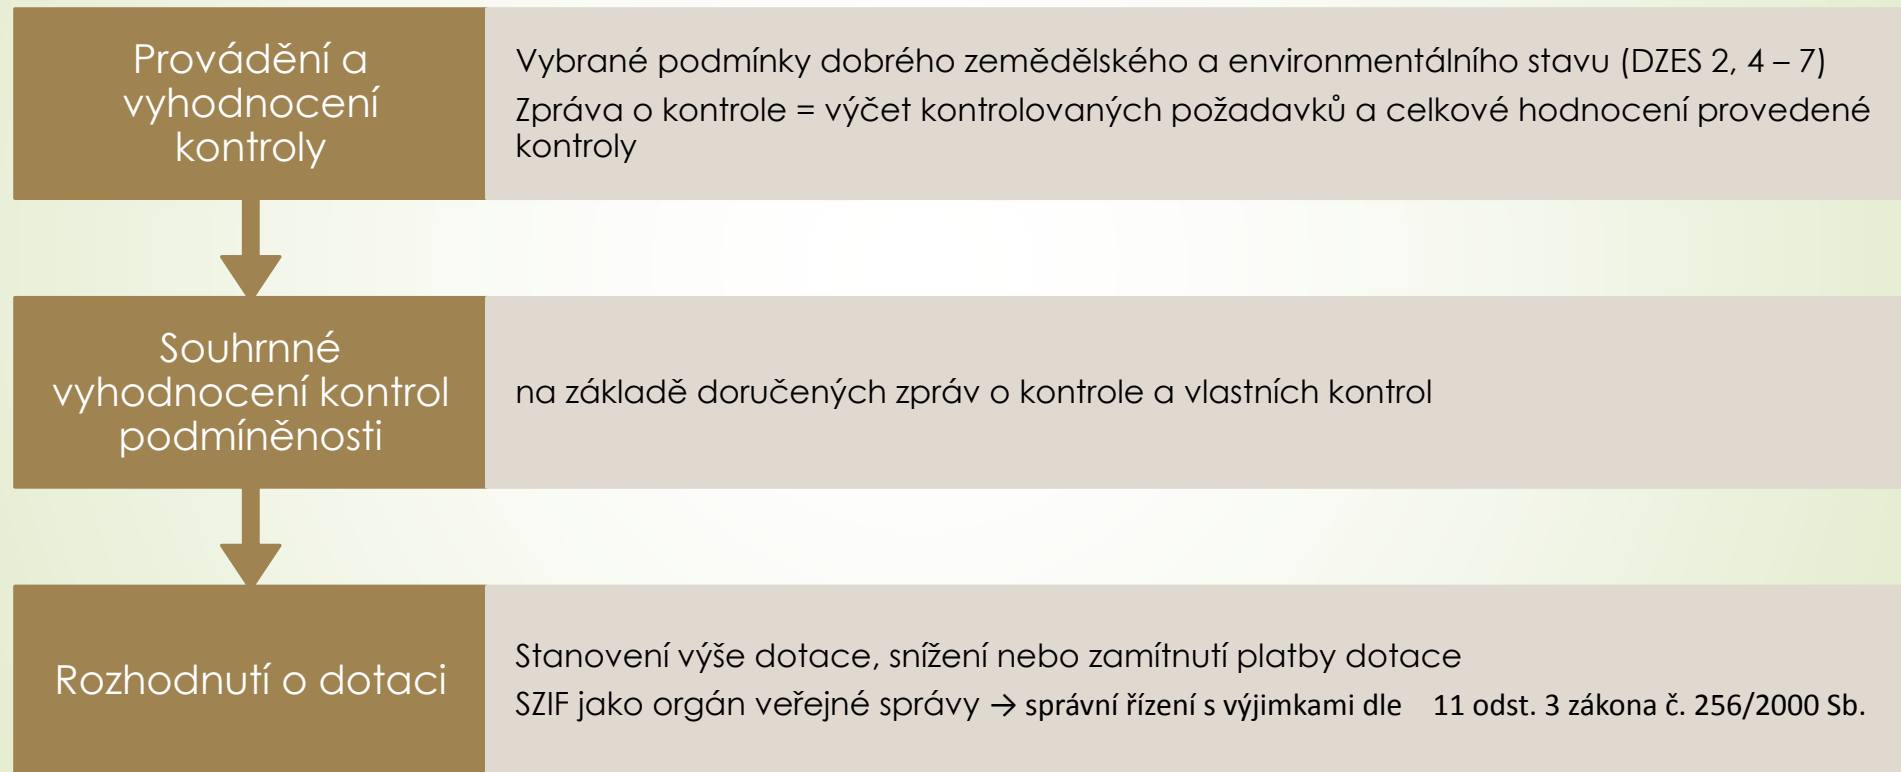 Provádění a
vyhodnocení
kontroly
Vybrané podmínky dobrého zemědělského a environmentálního stavu (DZES 2, 4 – 7)
Zpráva o kontrole = výčet kontrolovaných požadavků a celkové hodnocení provedené
kontroly
Souhrnné
vyhodnocení kontrol
podmíněnosti
na základě doručených zpráv o kontrole a vlastních kontrol
Rozhodnutí o dotaci
Stanovení výše dotace, snížení nebo zamítnutí platby dotace
SZIF jako orgán veřejné správy → správní řízení s výjimkami dle 11 odst. 3 zákona č. 256/2000 Sb.